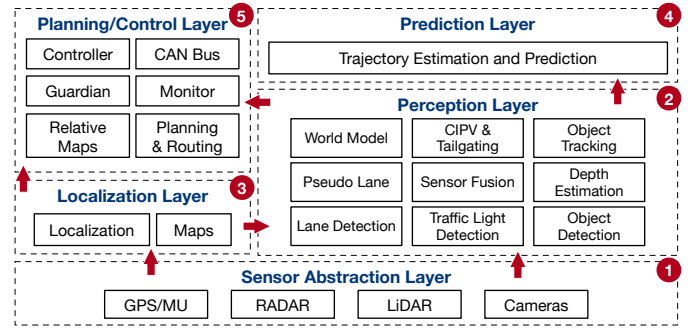 Planning/Control Layer
5
Controller
CAN Bus
Guardian
Monitor
Relative
Maps
Planning
& Routing
Prediction Layer
4
Trajectory Estimation and Prediction
Perception Layer
2
World Model
CIPV &
Tailgating
Object
Tracking
Pseudo Lane
Sensor Fusion
Depth
Estimation
Lane Detection
Traffic Light
Detection
Object
Detection
Localization Layer
3
Localization
Maps
Sensor Abstraction Layer
1
GPS/MU
RADAR
LiDAR
Cameras